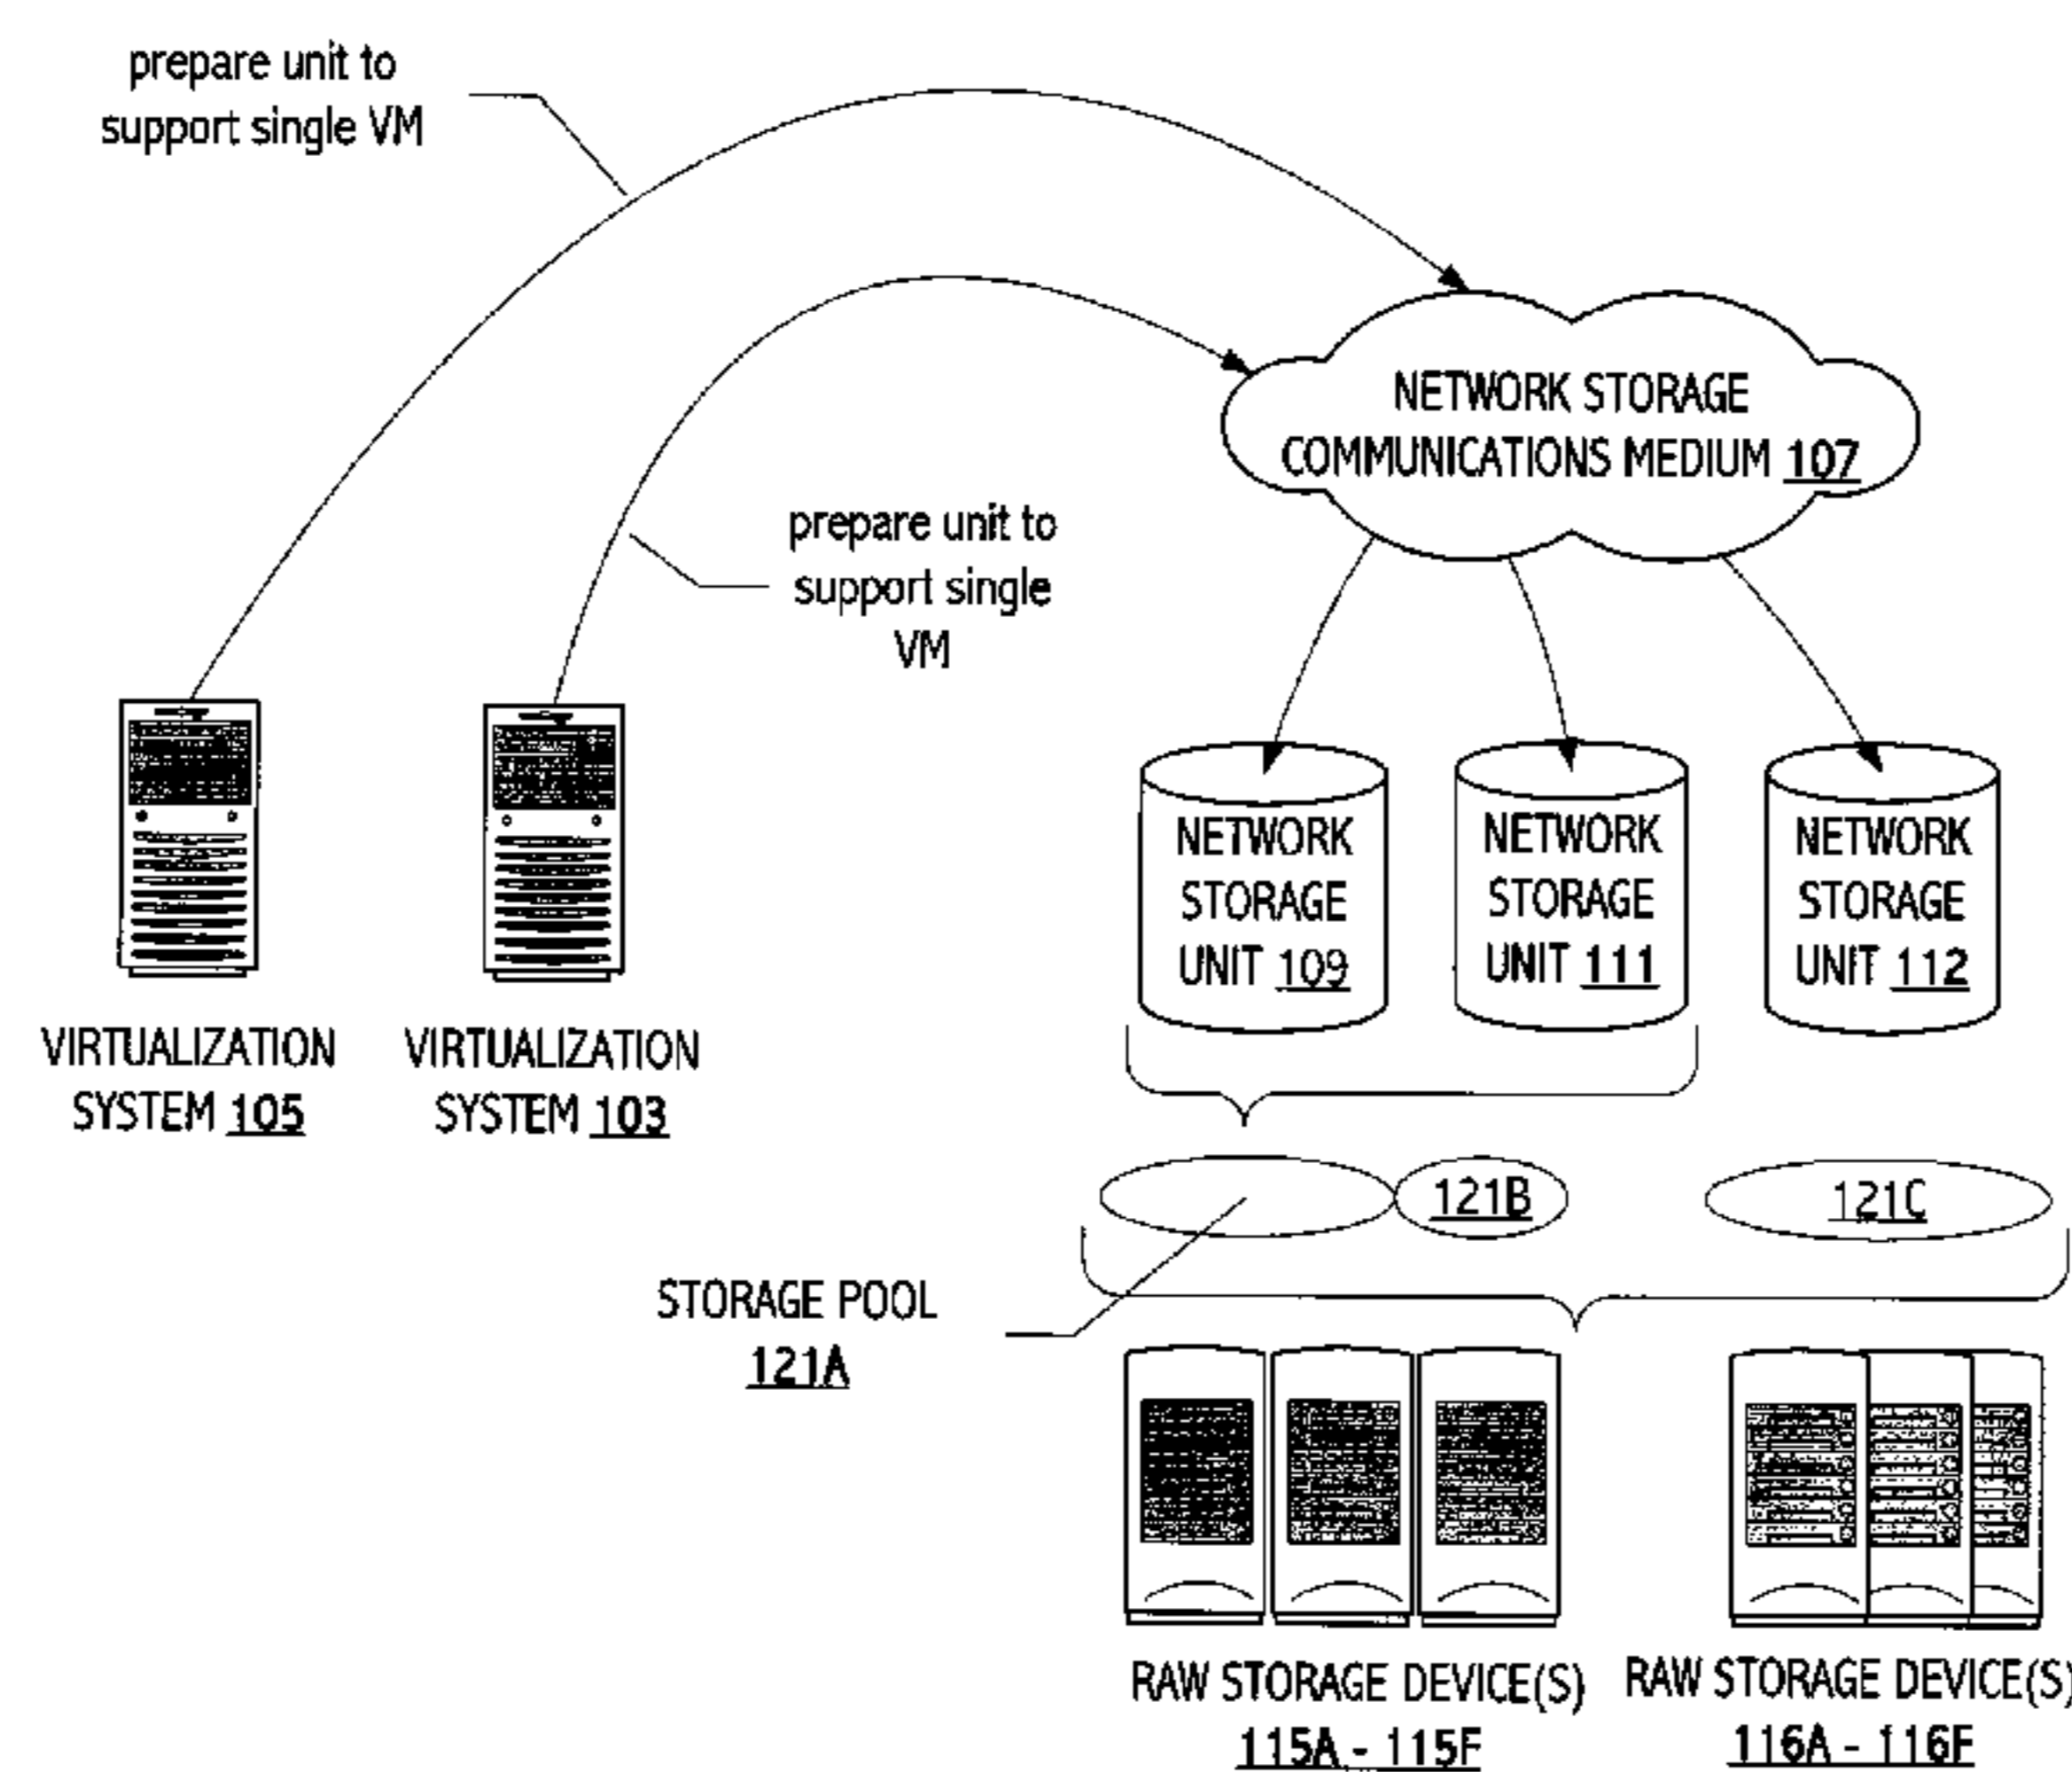 prepare unit to
support single VM
NETWORK STORAGE
COMMUNICATIONS MEDIUM 107
prepare unit to
support single
VM
NETWORK
STORAGE
UNIT 109
NETWORK
STORAGE
UNIT 111
NETWORK
STORAGE
UNIT 112
VIRTUALIZATION
SYSTEM 105
VIRTUALIZATION
SYSTEM 103
121B
121C
STORAGE POOL
121A
RAW STORAGE DEVICE(S)
115A - 115F
RAW STORAGE DEVICE(S)
116A - 116F